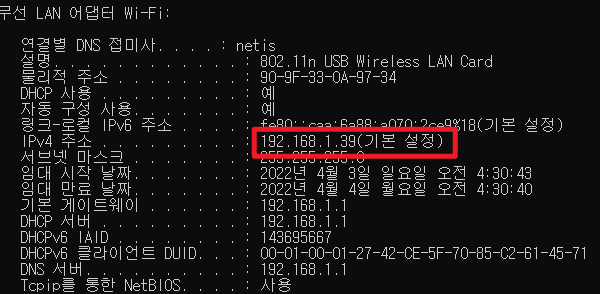 무선 LAN 어댑터 Wi-Fi:
연결별 DNS 접미사. . . . : netis
설명. . . . . . . . . . . . : 802.11n USB Wireless LAN Card
물리적 주소 . . . . . . . . : 90-9F-33-0A-97-34
DHCP 사용 . . . . . . . . . : 예
자동 구성 사용. . . . . . . : 예
링크-로컬 IPv6 주소 . . . . : fe80::caa:6a88:a070:2ce9%18(기본 설정)
IPv4 주소 . . . . . . . . . : 192.168.1.39(기본 설정)
서브넷 마스크 . . . . . . . : 255.255.255.0
임대 시작 날짜. . . . . . . : 2022년 4월 3일 일요일 오전 4:30:43
임대 만료 날짜. . . . . . . : 2022년 4월 4일 월요일 오전 4:30:40
기본 게이트웨이 . . . . . . : 192.168.1.1
DHCP 서버 . . . . . . . . . : 192.168.1.1
DHCPv6 IAID . . . . . . . . : 143695667
DHCPv6 클라이언트 DUID. . . : 00-01-00-01-27-42-CE-5F-70-85-C2-61-45-71
DNS 서버. . . . . . . . . . : 192.168.1.1
Tcpip를 통한 NetBIOS. . . . : 사용